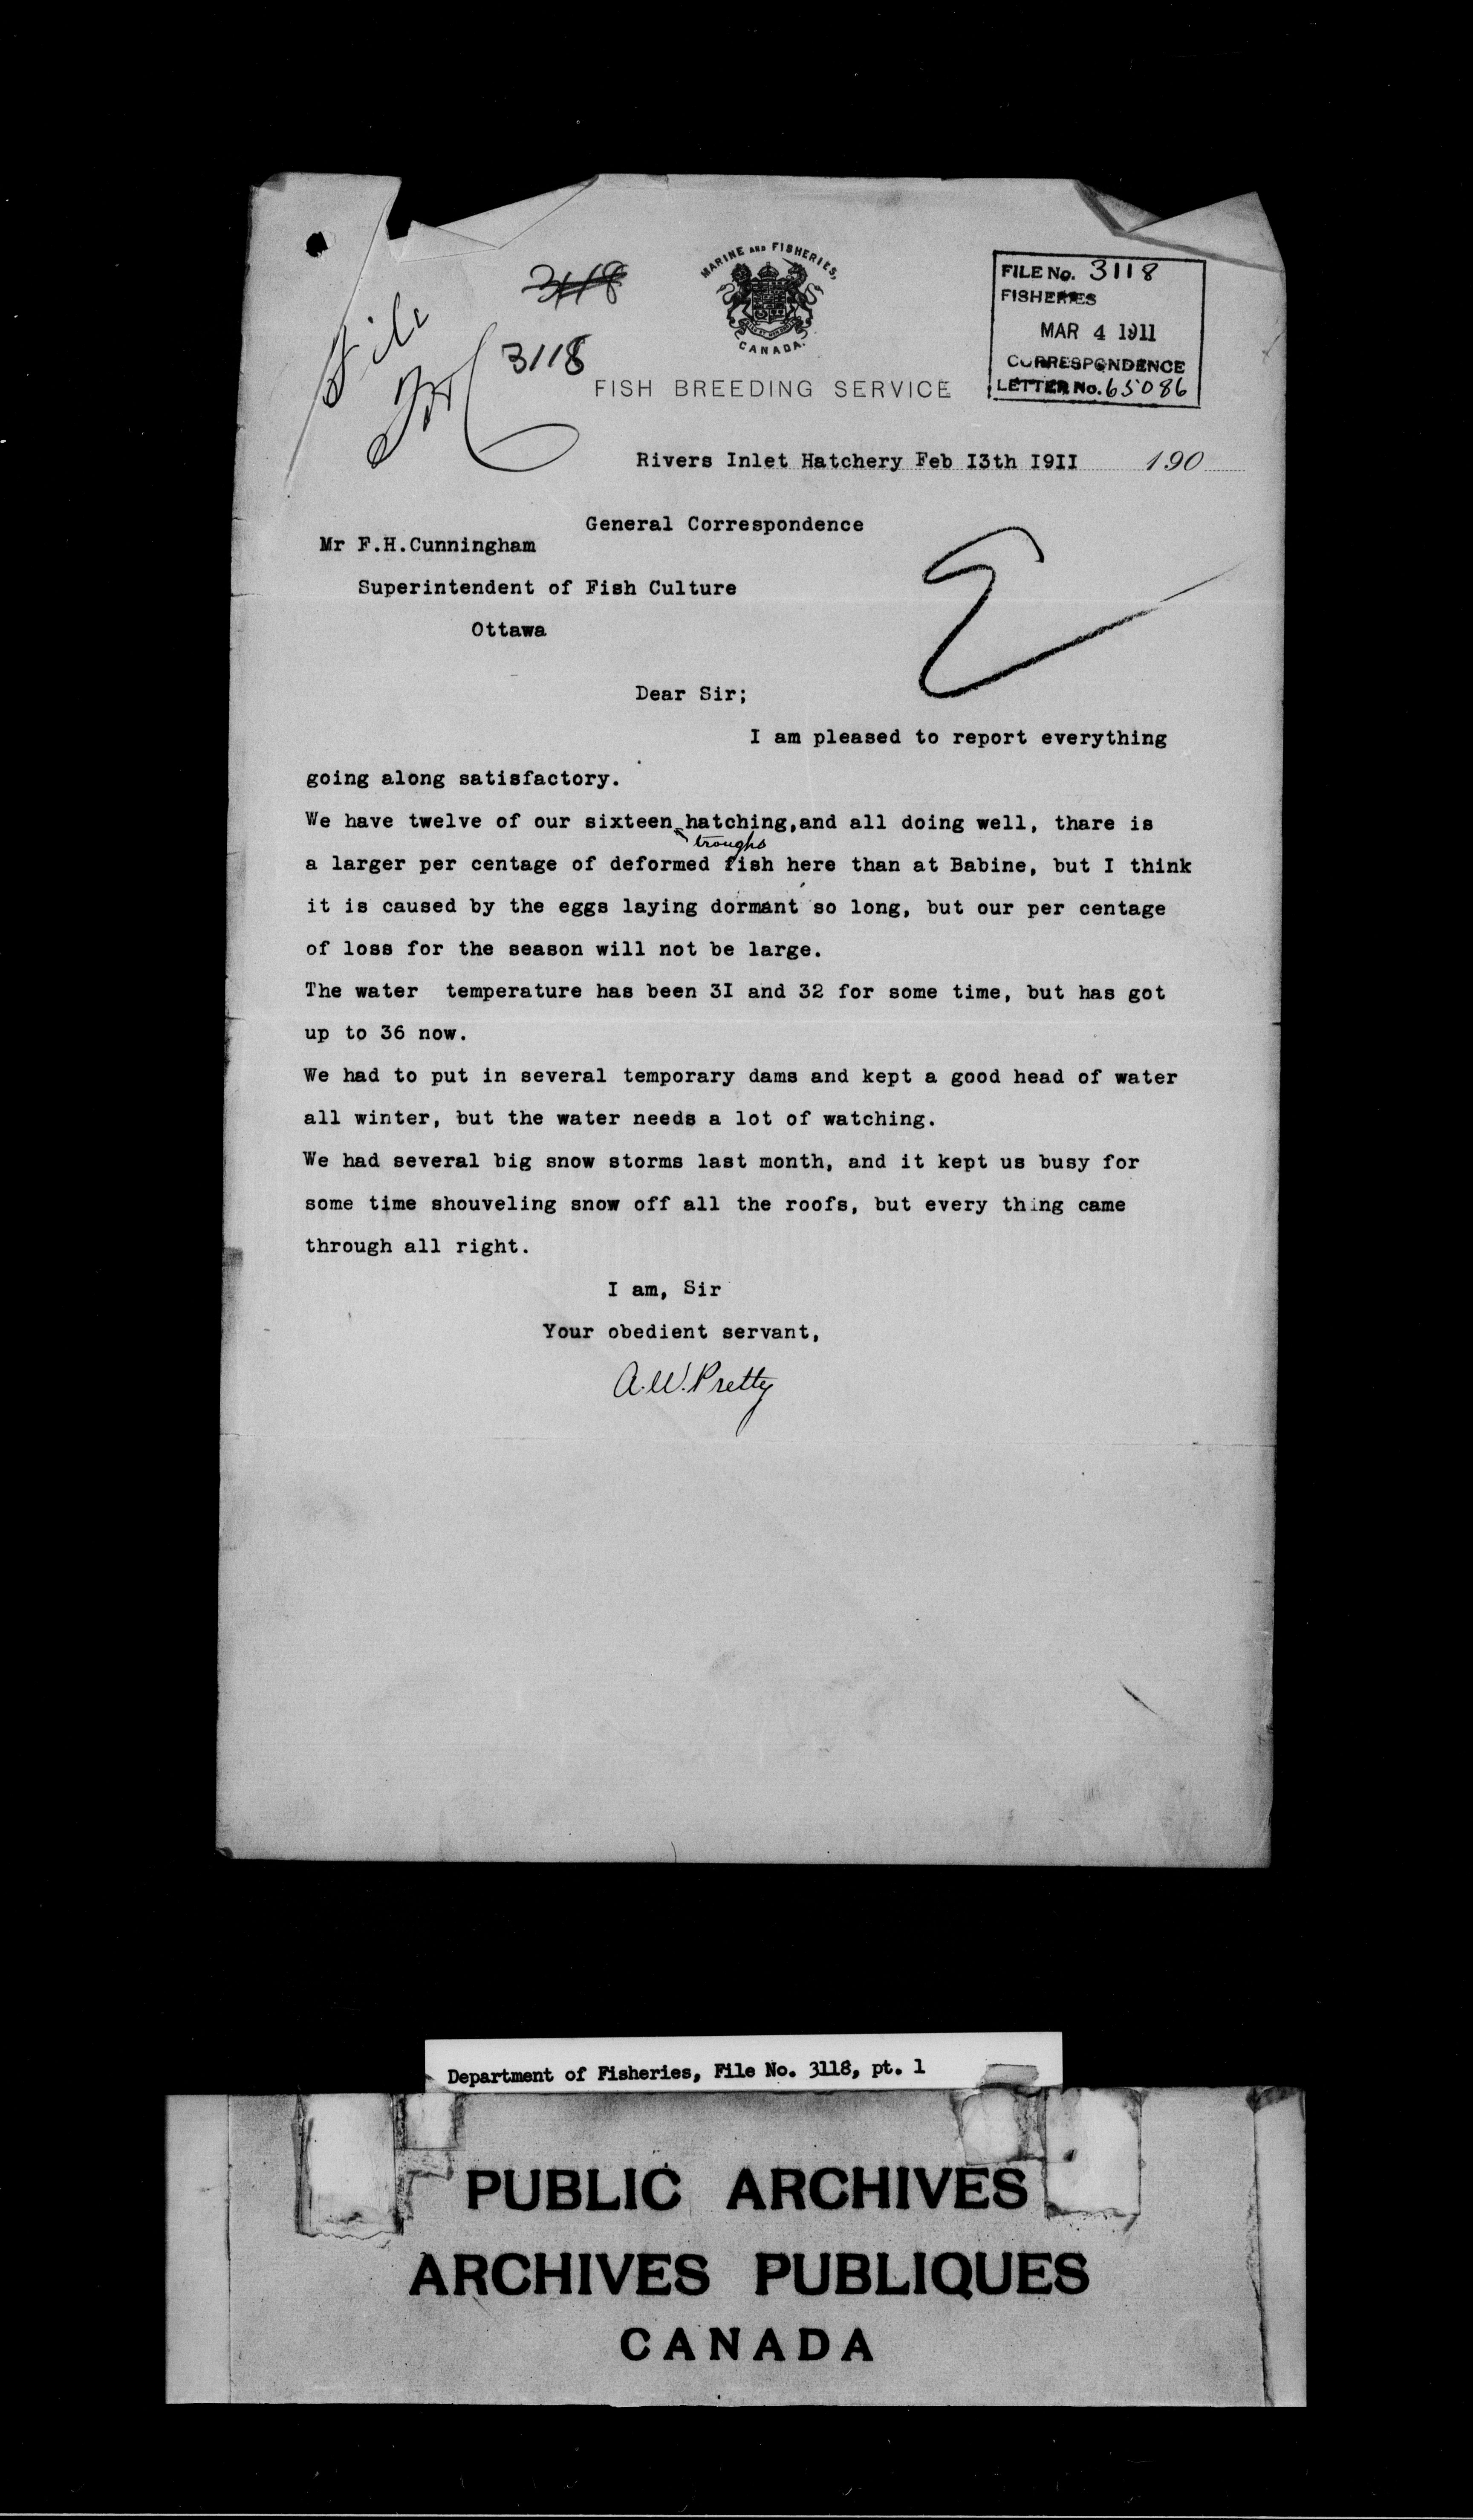 File
3118
3118
MARINE AND FISHERIES,
CANADA.
FISH BREEDING SERVICE
FILE No. 3118
FISHERIES
MAR 4 1911
CORRESPONDENCE
LETTER No. 65086
Rivers Inlet Hatchery Feb I3th I9II 190
General Correspondence
Mr F.H.Cunningham
Superintendent of Fish Culture
Ottawa
Dear Sir;
I am pleased to report everything
going along satisfactory.
We have twelve of our sixteen hatching,and all doing well, thare is
troughs
a larger per centage of deformed fish here than at Babine, but I think
it is caused by the eggs laying dormant so long, but our per centage
of loss for the season will not be large.
The water temperature has been 3I and 32 for some time, but has got
up to 36 now.
We had to put in several temporary dams and kept a good head of water
all winter, but the water needs a lot of watching.
We had several big snow storms last month, and it kept us busy for
some time shouveling snow off all the roofs, but every thing came
through all right.
I am, Sir
Your obedient servant,
A.W.Pretty
Department of Fisheries, File No. 3118, pt. 1
PUBLIC ARCHIVES
ARCHIVES PUBLIQUES
CANADA